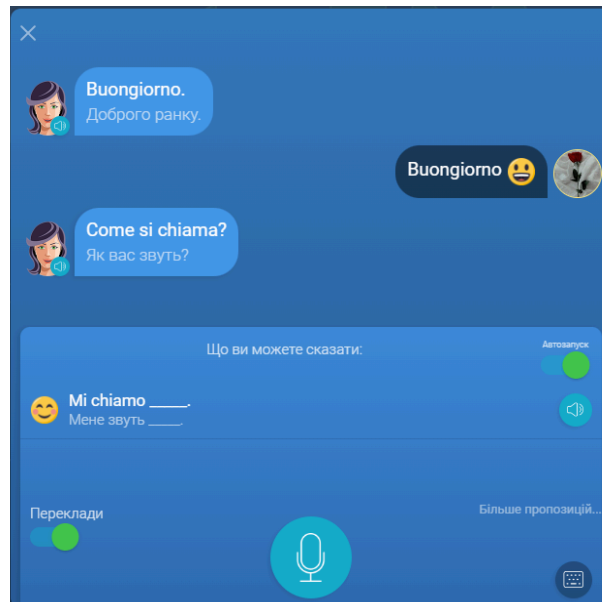 Buongiorno.
Доброго ранку.
Buongiorno 😃
Come si chiama?
Як вас звуть?
Що ви можете сказати:
Автозапуск
Mi chiamo _____.
Мене звуть _____.
Переклади
Більше пропозицій...